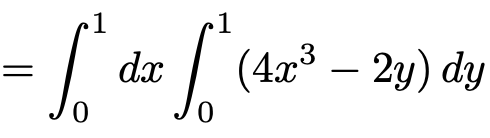 = ∫₀¹ dx ∫₀¹ (4x³ − 2y) dy